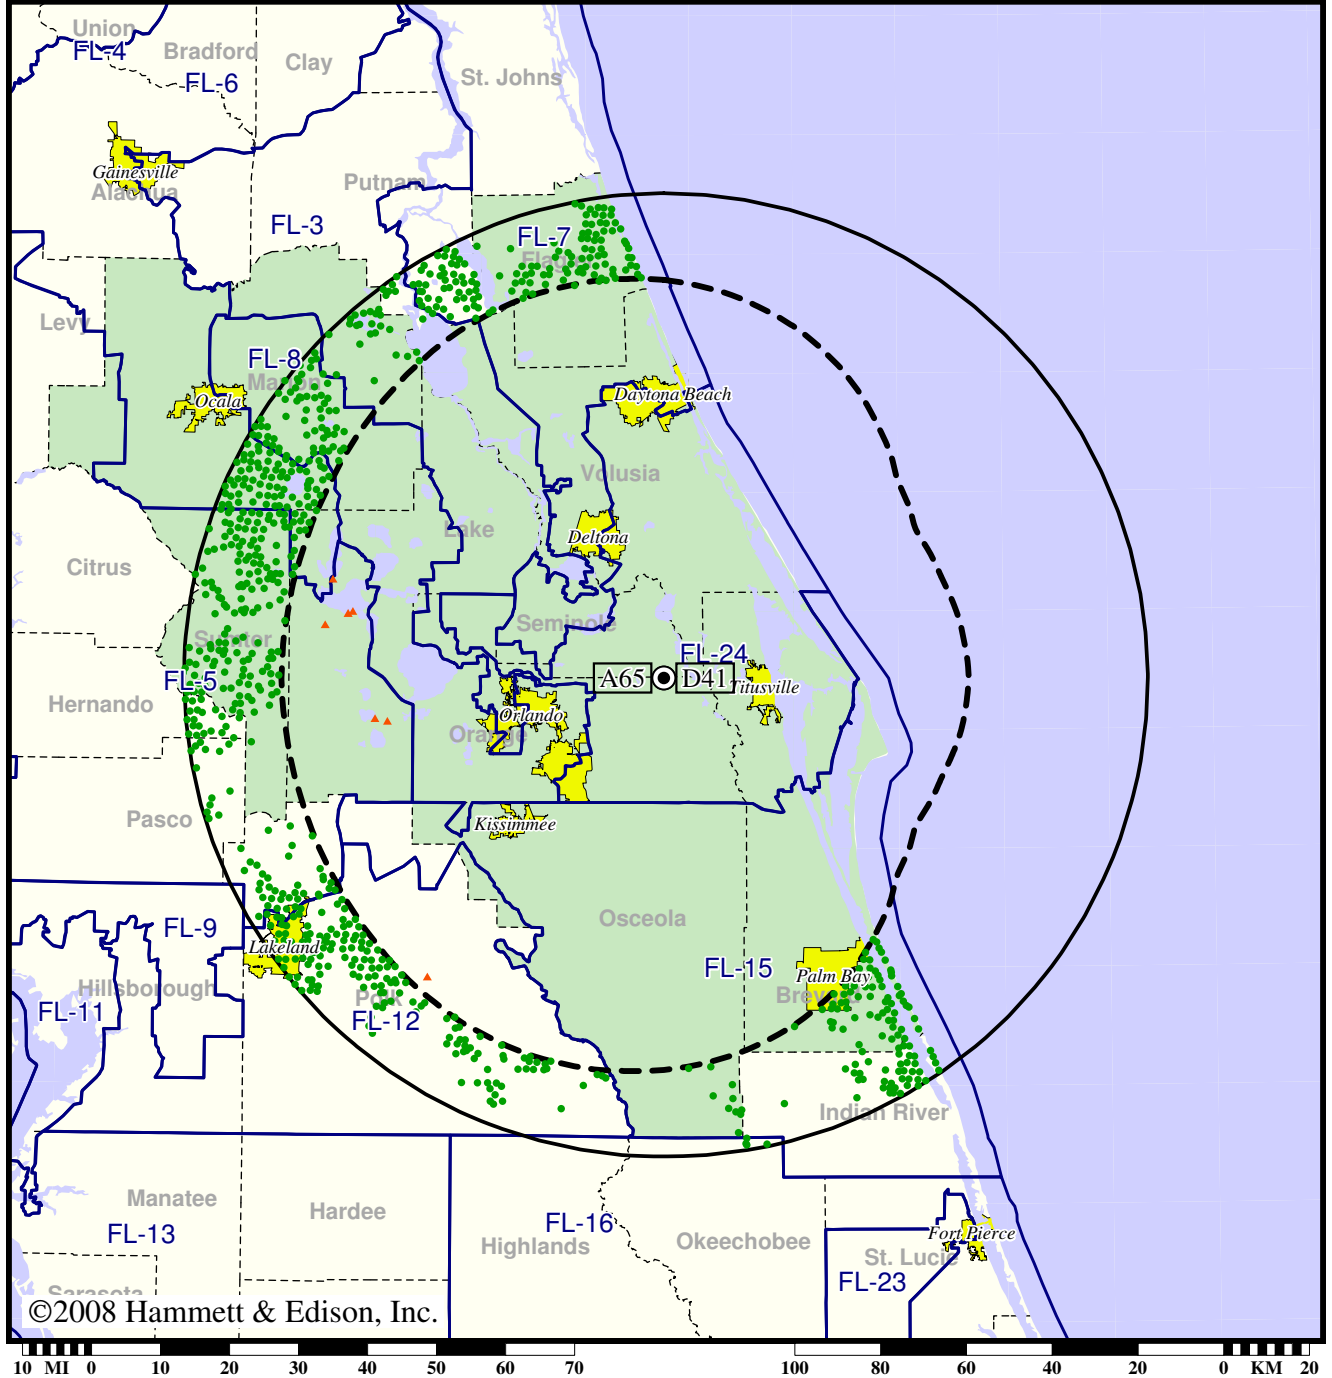 Union
FL-4
Bradford
Clay
FL-6
St. Johns
Gainesville
Alachua
Putnam
FL-3
FL-7
Flagler
Levy
FL-8
Marion
Ocala
Daytona Beach
Volusia
Lake
Deltona
Citrus
Seminole
Sumter
FL-24
A65
D41
FL-5
Titusville
Hernando
Orlando
Orange
Pasco
Kissimmee
Osceola
FL-9
Lakeland
FL-15
Palm Bay
Hillsborough
Polk
Brevard
FL-11
FL-12
Indian River
Manatee
Hardee
FL-13
FL-16
Highlands
Okeechobee
Fort Pierce
St. Lucie
FL-23
Sarasota
©2008 Hammett & Edison, Inc.
10 MI 0 10 20 30 40 50 60 70 100 80 60 40 20 0 KM 20